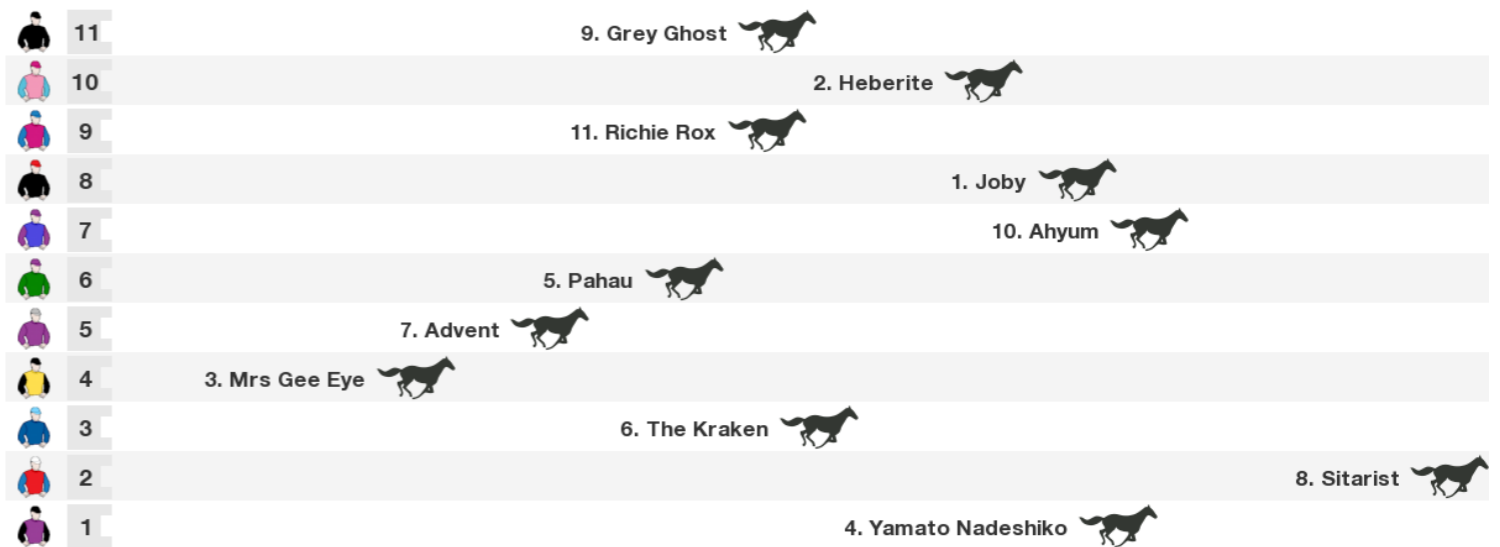 11 9. Grey Ghost
10 2. Heberite
9 11. Richie Rox
8 1. Joby
7 10. Ahyum
6 5. Pahau
5 7. Advent
4 3. Mrs Gee Eye
3 6. The Kraken
2 8. Sitarist
1 4. Yamato Nadeshiko